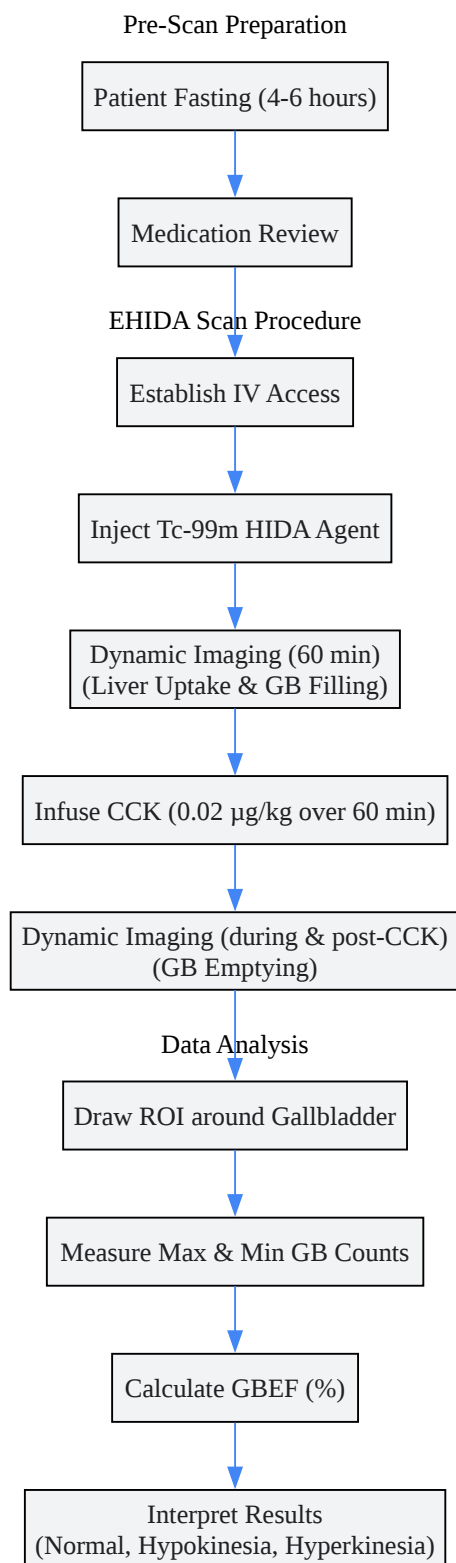 Pre-Scan Preparation
Patient Fasting (4-6 hours)
Medication Review
EHIDA Scan Procedure
Establish IV Access
Inject Tc-99m HIDA Agent
Dynamic Imaging (60 min)
(Liver Uptake & GB Filling)
Infuse CCK (0.02 µg/kg over 60 min)
Dynamic Imaging (during & post-CCK)
(GB Emptying)
Data Analysis
Draw ROI around Gallbladder
Measure Max & Min GB Counts
Calculate GBEF (%)
Interpret Results
(Normal, Hypokinesia, Hyperkinesia)